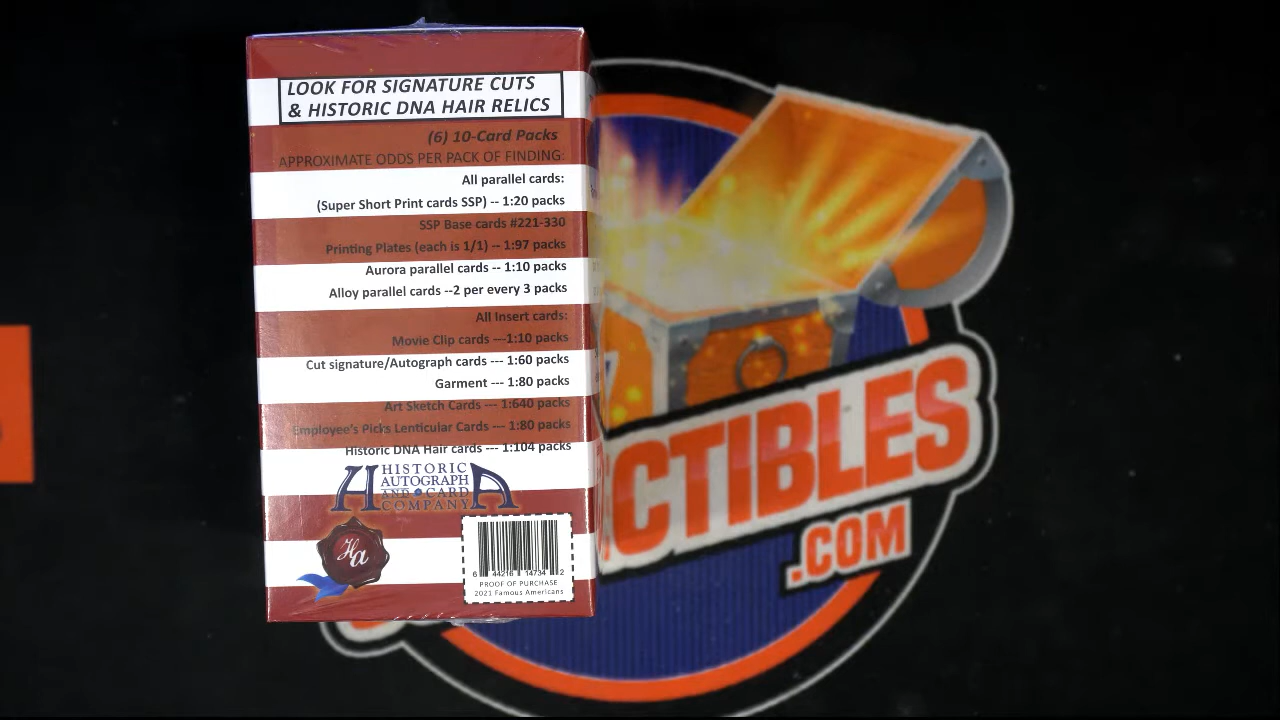 LOOK FOR SIGNATURE CUTS
& HISTORIC DNA HAIR RELICS
(6) 10-Card Packs
APPROXIMATE ODDS PER PACK OF FINDING:
All parallel cards:
(Super Short Print cards SSP) -- 1:20 packs
SSP Base cards #221-330
Printing Plates (each is 1/1) -- 1:97 packs
Aurora parallel cards -- 1:10 packs
Alloy parallel cards --2 per every 3 packs
All Insert cards:
Movie Clip cards ---1:10 packs
Cut signature/Autograph cards --- 1:60 packs
Garment --- 1:80 packs
Art Sketch Cards --- 1:640 packs
Employee's Picks Lenticular Cards --- 1:80 packs
Historic DNA Hair cards --- 1:104 packs
H HISTORIC A
AUTOGRAPH
AND CARD
COMPANY
Ha
6 44216 14734 2
PROOF OF PURCHASE
2021 Famous Americans
CTIBLES
.COM